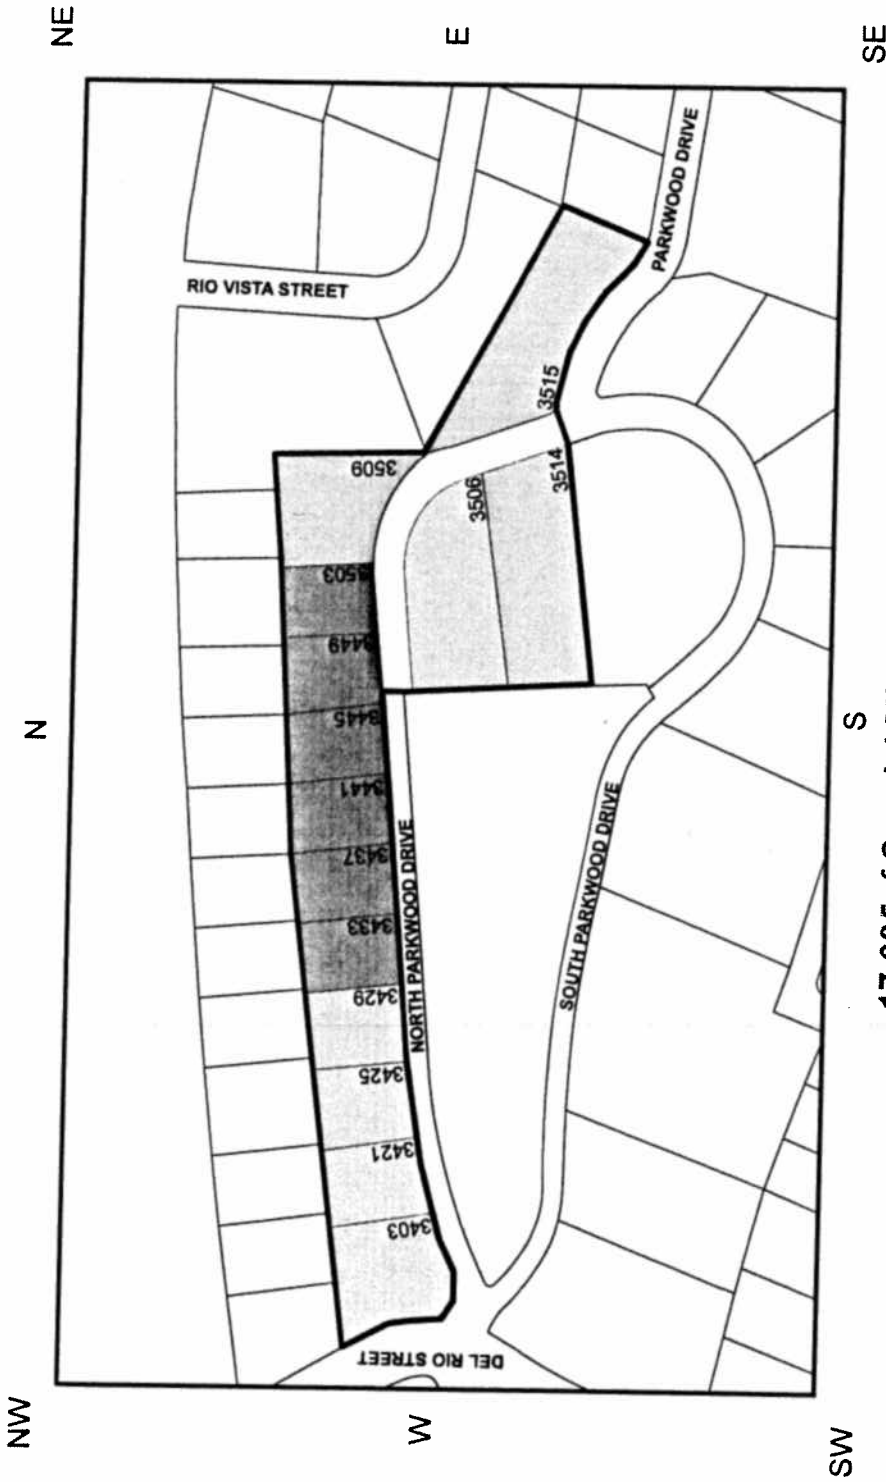 NW
N
NE
RIO VISTA STREET
3509
3503
3449
3445
3441
3437
3433
3429
3425
3421
3403
3506
3514
3515
NORTH PARKWOOD DRIVE
PARKWOOD DRIVE
W
E
DEL RIO STREET
SOUTH PARKWOOD DRIVE
SW
S
SE